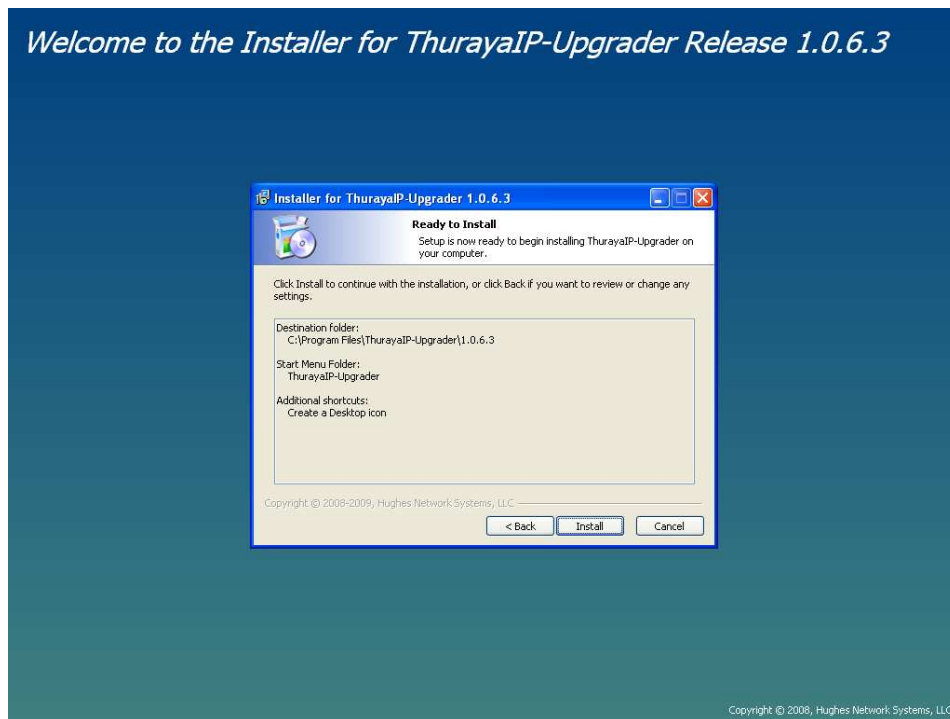 Welcome to the Installer for ThurayaIP-Upgrader Release 1.0.6.3
Installer for ThurayaIP-Upgrader 1.0.6.3
Ready to Install
Setup is now ready to begin installing ThurayaIP-Upgrader on
your computer.
Click Install to continue with the installation, or click Back if you want to review or change any
settings.
Destination folder:
C:\Program Files\ThurayaIP-Upgrader\1.0.6.3
Start Menu Folder:
ThurayaIP-Upgrader
Additional shortcuts:
Create a Desktop icon
Copyright © 2008-2009, Hughes Network Systems, LLC
< Back
Install
Cancel
Copyright © 2008, Hughes Network Systems, LLC